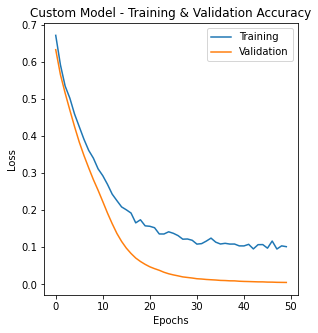 Custom Model - Training & Validation Accuracy
Training
Validation
Loss
0.7
0.6
0.5
0.4
0.3
0.2
0.1
0.0
0 10 20 30 40 50
Epochs